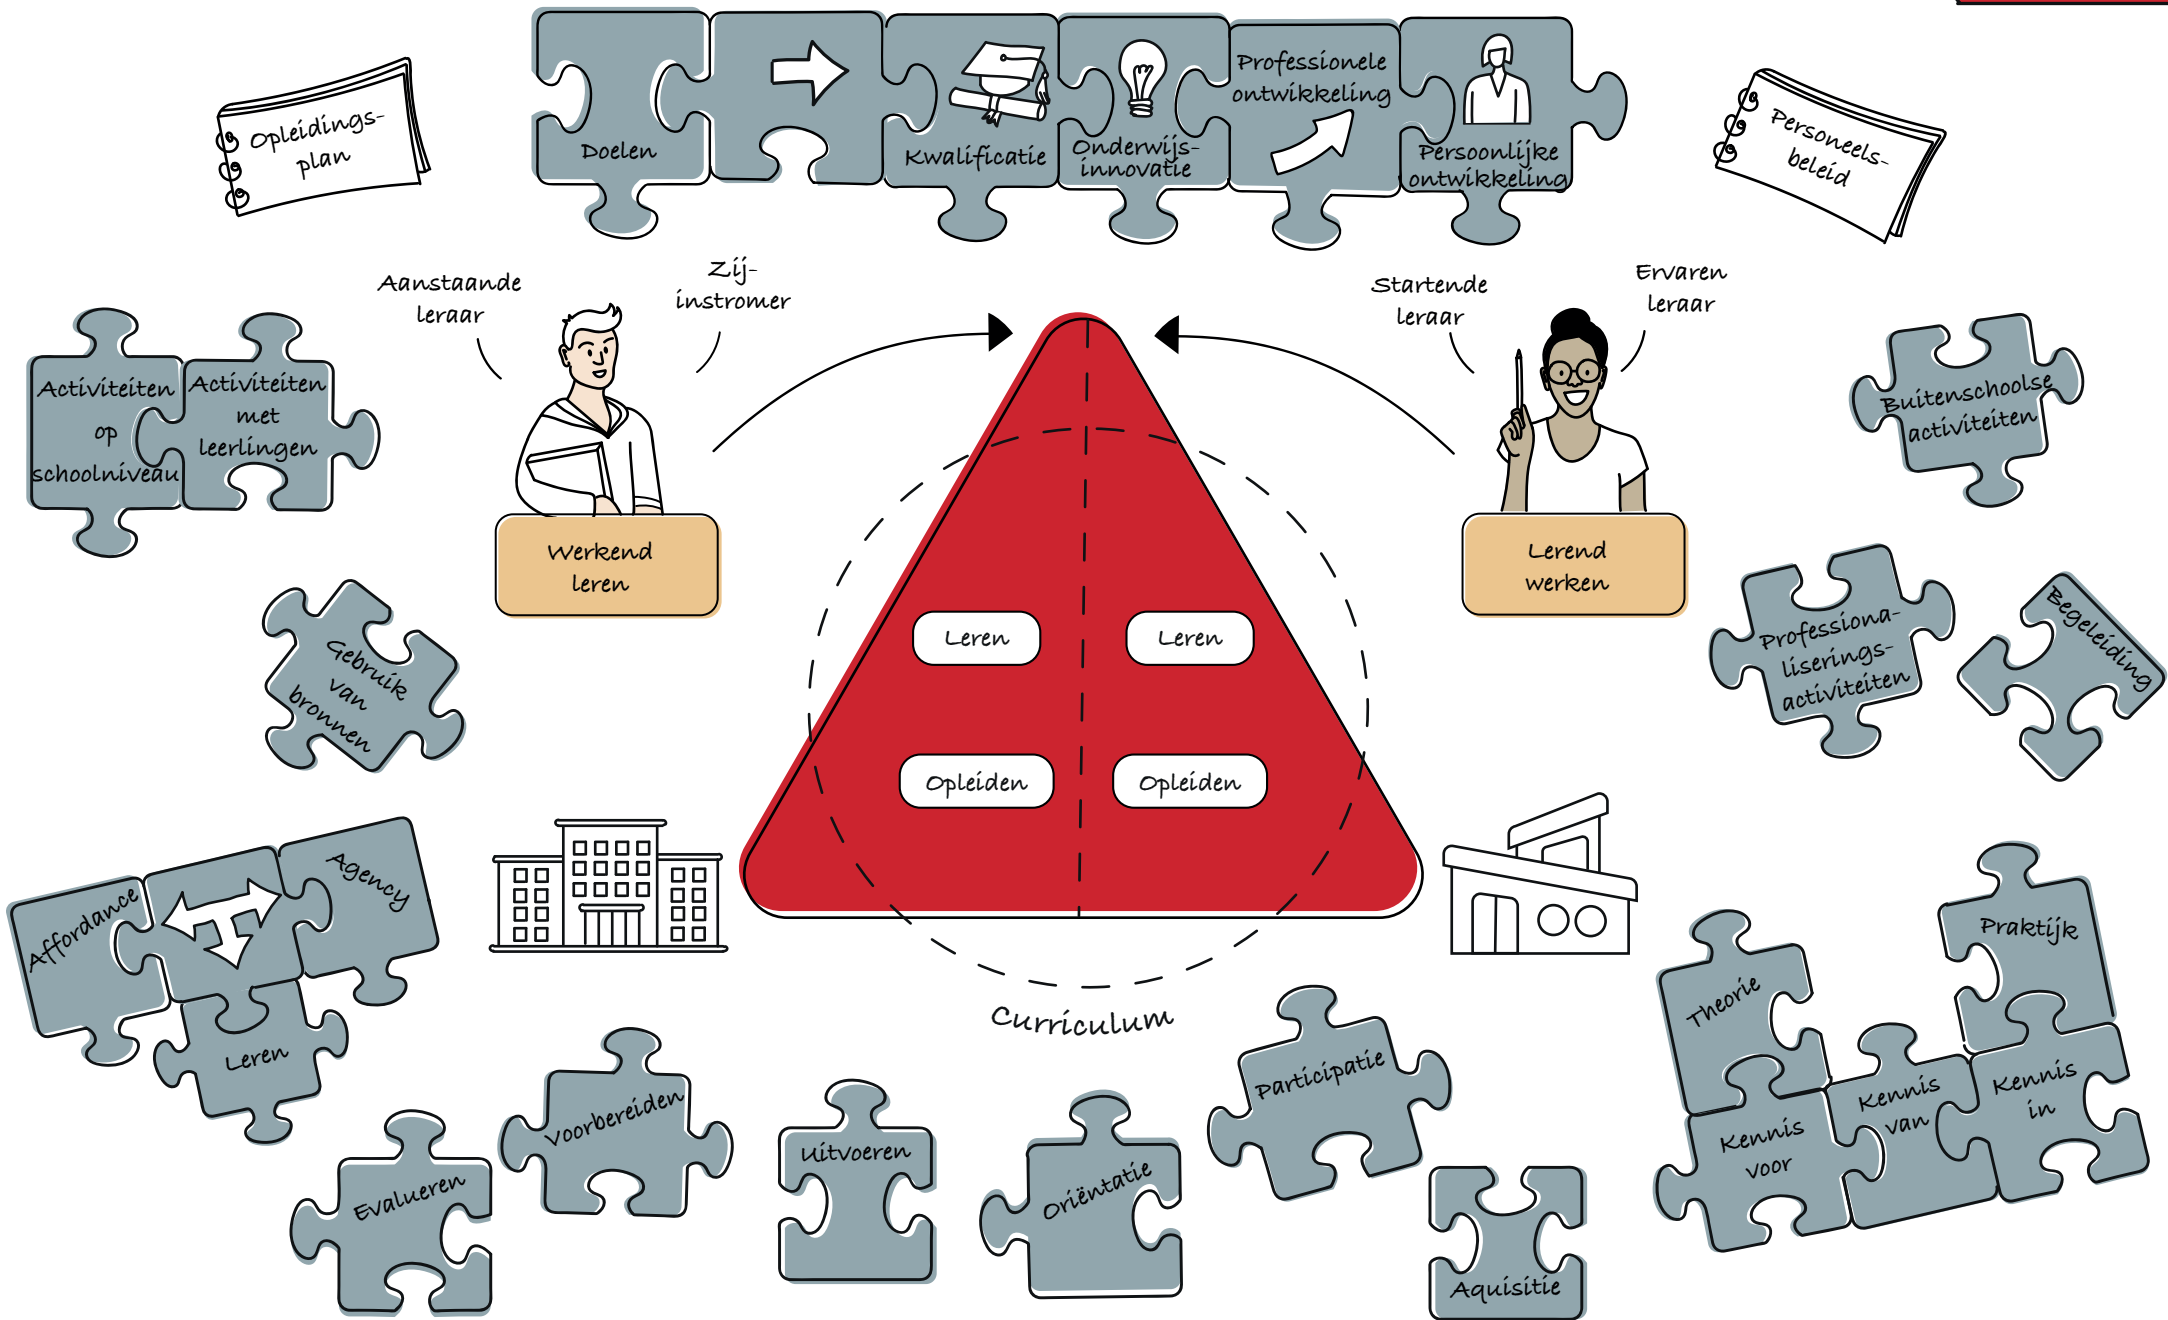 Opleidings-
plan
Doelen
Kwalificatie
Onderwijs-
innovatie
Professionele
ontwikkeling
Persoonlijke
ontwikkeling
Personeels-
beleid
Aanstaande
leraar
Zij-
instromer
Startende
leraar
Ervaren
leraar
Activiteiten
op
schoolniveau
Activiteiten
met
leerlingen
Buitenschoolse
activiteiten
Werkend
leren
Lerend
werken
Gebruik
van
bronnen
Leren
Leren
Professiona-
liserings-
activiteiten
Begeleiding
Opleiden
Opleiden
Affordance
Agency
Leren
Curriculum
Theorie
Praktijk
Kennis
voor
Kennis
van
Kennis
in
Evalueren
Voorbereiden
Uitvoeren
Oriëntatie
Participatie
Aquisitie